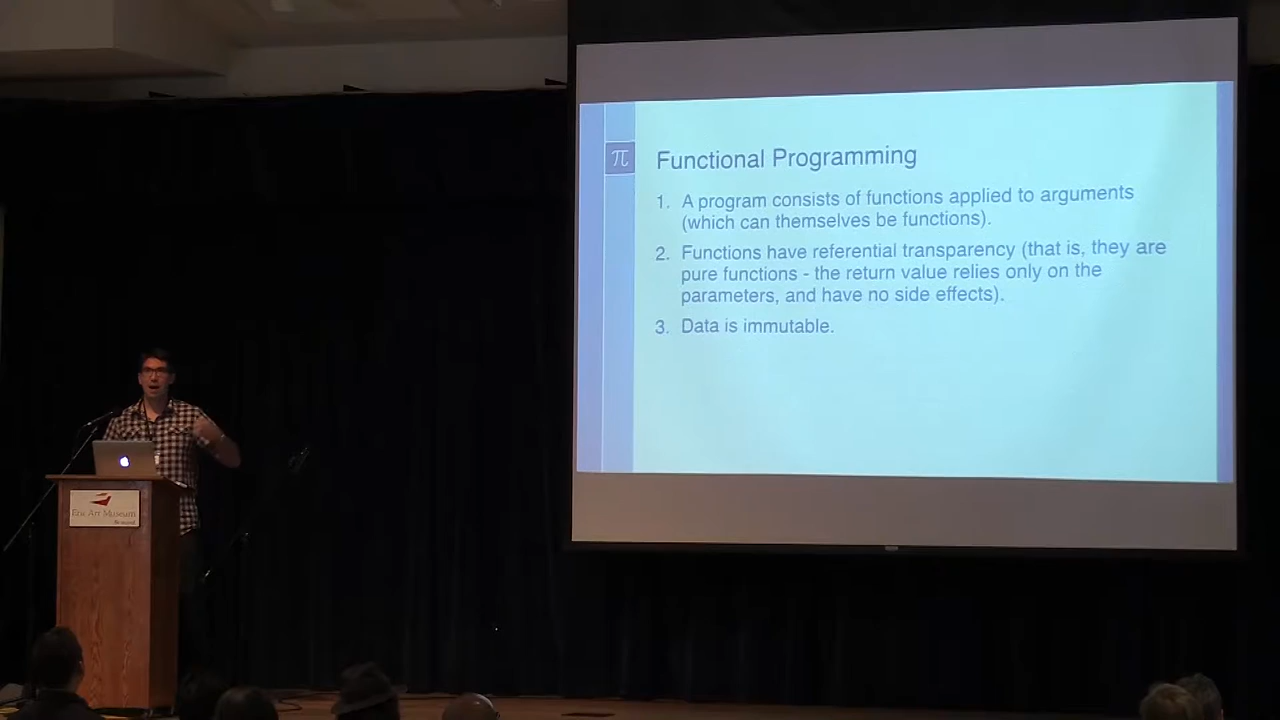 π
Functional Programming
1. A program consists of functions applied to arguments
(which can themselves be functions).
2. Functions have referential transparency (that is, they are
pure functions - the return value relies only on the
parameters, and have no side effects).
3. Data is immutable.
Erie Art Museum